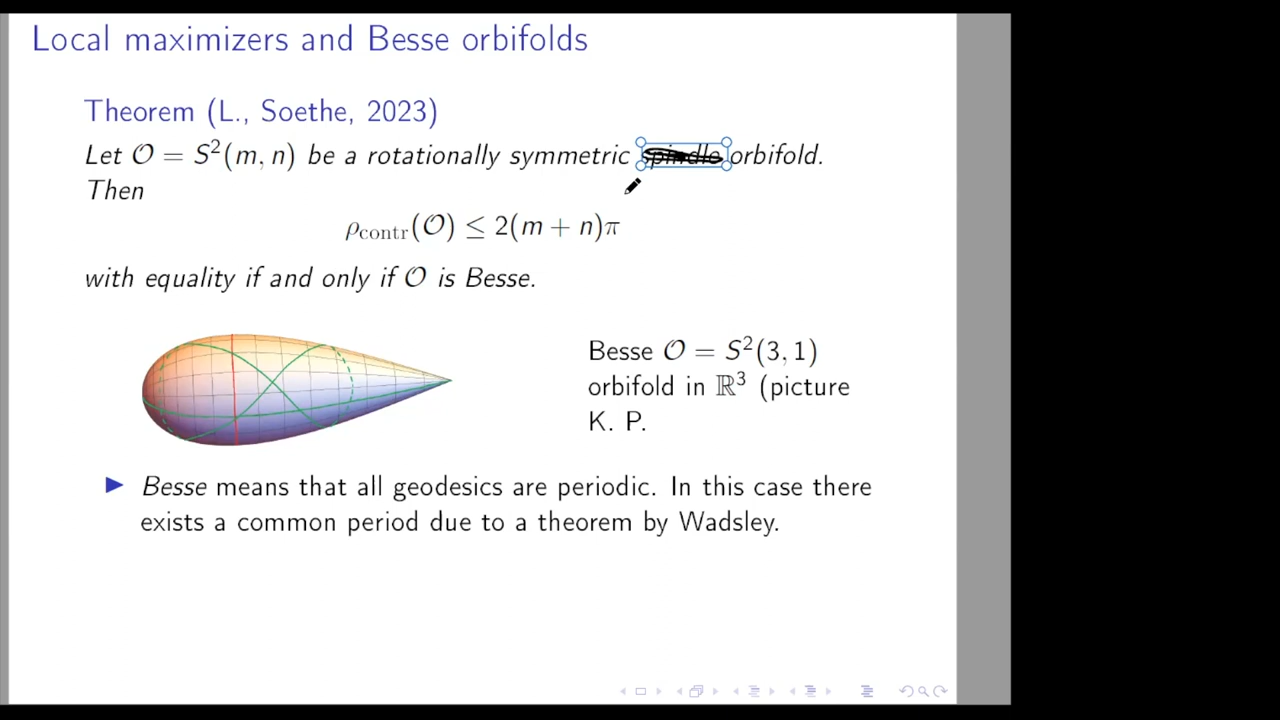 Local maximizers and Besse orbifolds
Theorem (L., Soethe, 2023)
Let 𝒪 = S²(m, n) be a rotationally symmetric spindle orbifold.
Then
ρcontr(𝒪) ≤ 2(m + n)π
with equality if and only if 𝒪 is Besse.
Besse 𝒪 = S²(3, 1)
orbifold in ℝ³ (picture
K. P.
▶ Besse means that all geodesics are periodic. In this case there
exists a common period due to a theorem by Wadsley.